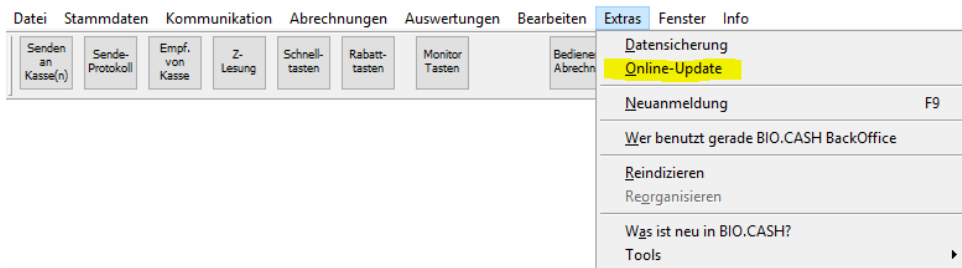 Datei Stammdaten Kommunikation Abrechnungen Auswertungen Bearbeiten Extras Fenster Info
Senden
an
Kasse(n)
Sende-
Protokoll
Empf.
von
Kasse
Z-
Lesung
Schnell-
tasten
Rabatt-
tasten
Monitor
Tasten
Bediener
Abrechn
Datensicherung
Online-Update
Neuanmeldung F9
Wer benutzt gerade BIO.CASH BackOffice
Reindizieren
Reorganisieren
Was ist neu in BIO.CASH?
Tools